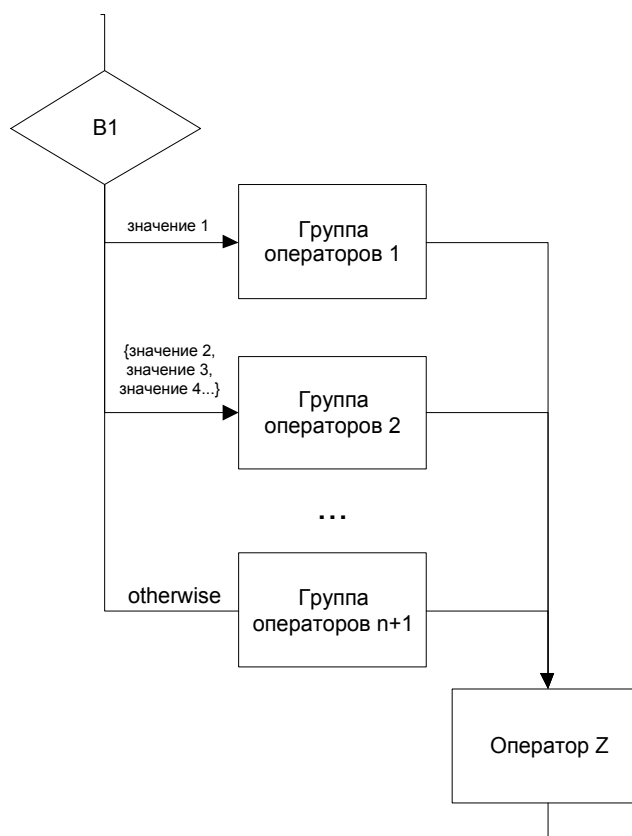 B1
значение 1
Группа
операторов 1
{значение 2,
значение 3,
значение 4...}
Группа
операторов 2
...
otherwise
Группа
операторов n+1
Оператор Z